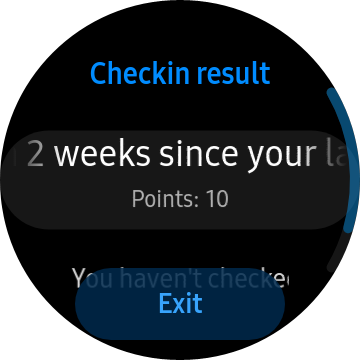 Checkin result
2 weeks since your la
Points: 10
You haven't checke
Exit